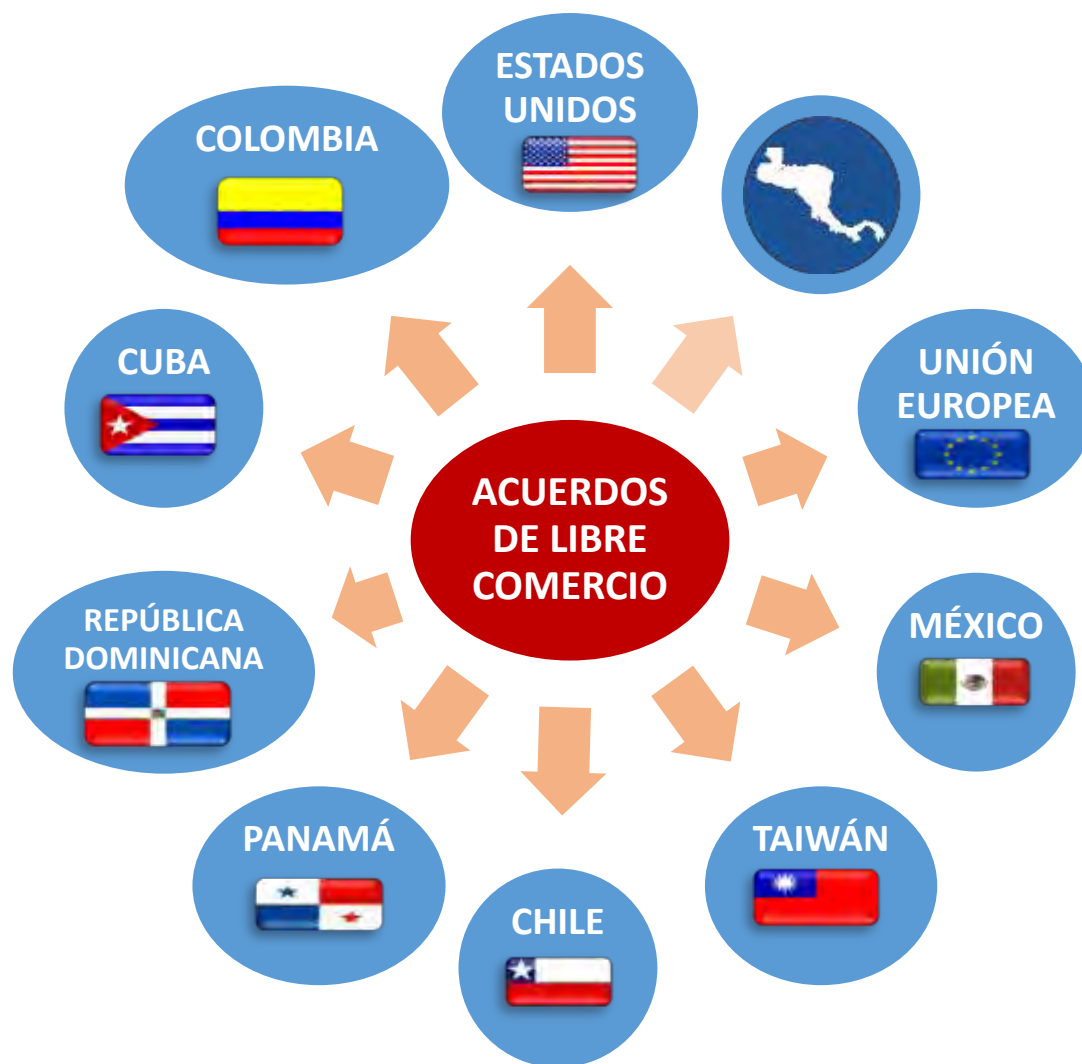 ESTADOS
UNIDOS
COLOMBIA
CUBA
UNIÓN
EUROPEA
ACUERDOS
DE LIBRE
COMERCIO
REPÚBLICA
DOMINICANA
MÉXICO
PANAMÁ
TAIWÁN
CHILE